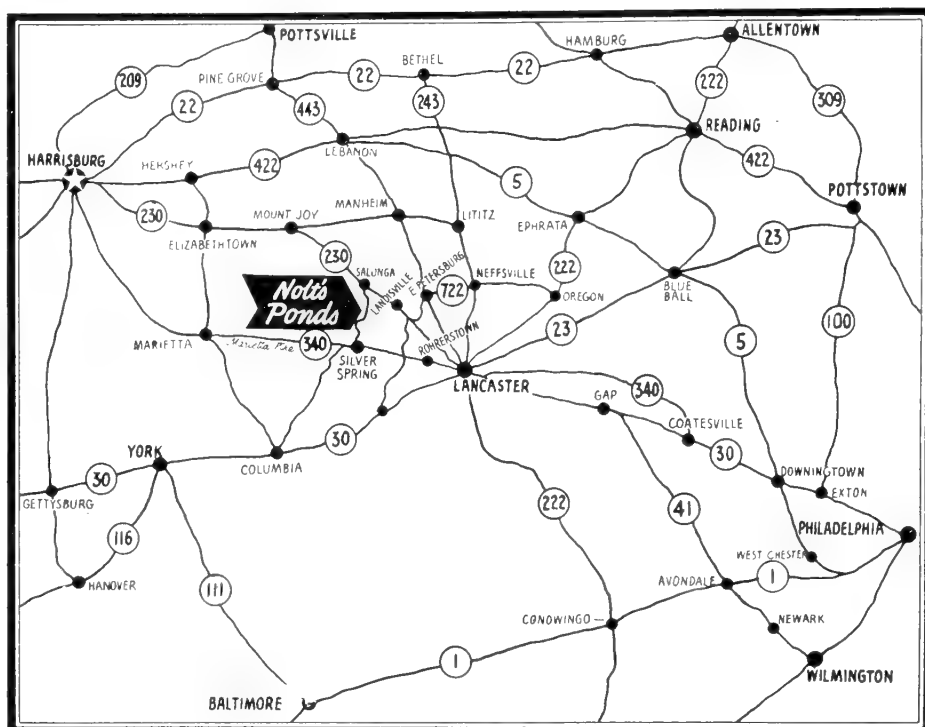 POTTSVILLE
ALLENTOWN
HAMBURG
BETHEL
209
PINE GROVE
22
22
222
22
443
243
309
READING
HARRISBURG
LEBANON
422
HERSHEY
422
5
POTTSTOWN
230
MOUNT JOY
MANHEIM
LITITZ
EPHRATA
23
ELIZABETHTOWN
230
SALUNGA
LANDISVILLE
E. PETERSBURG
722
NEFFSVILLE
222
OREGON
BLUE
BALL
Nolt's
Ponds
100
MARIETTA
Marietta Pike
340
SILVER
SPRING
ROHRERSTOWN
23
5
LANCASTER
340
GAP
COATESVILLE
30
30
YORK
COLUMBIA
30
DOWNINGTOWN
EXTON
GETTYSBURG
222
41
PHILADELPHIA
116
WEST CHESTER
HANOVER
111
AVONDALE
1
CONOWINGO
NEWARK
1
WILMINGTON
BALTIMORE